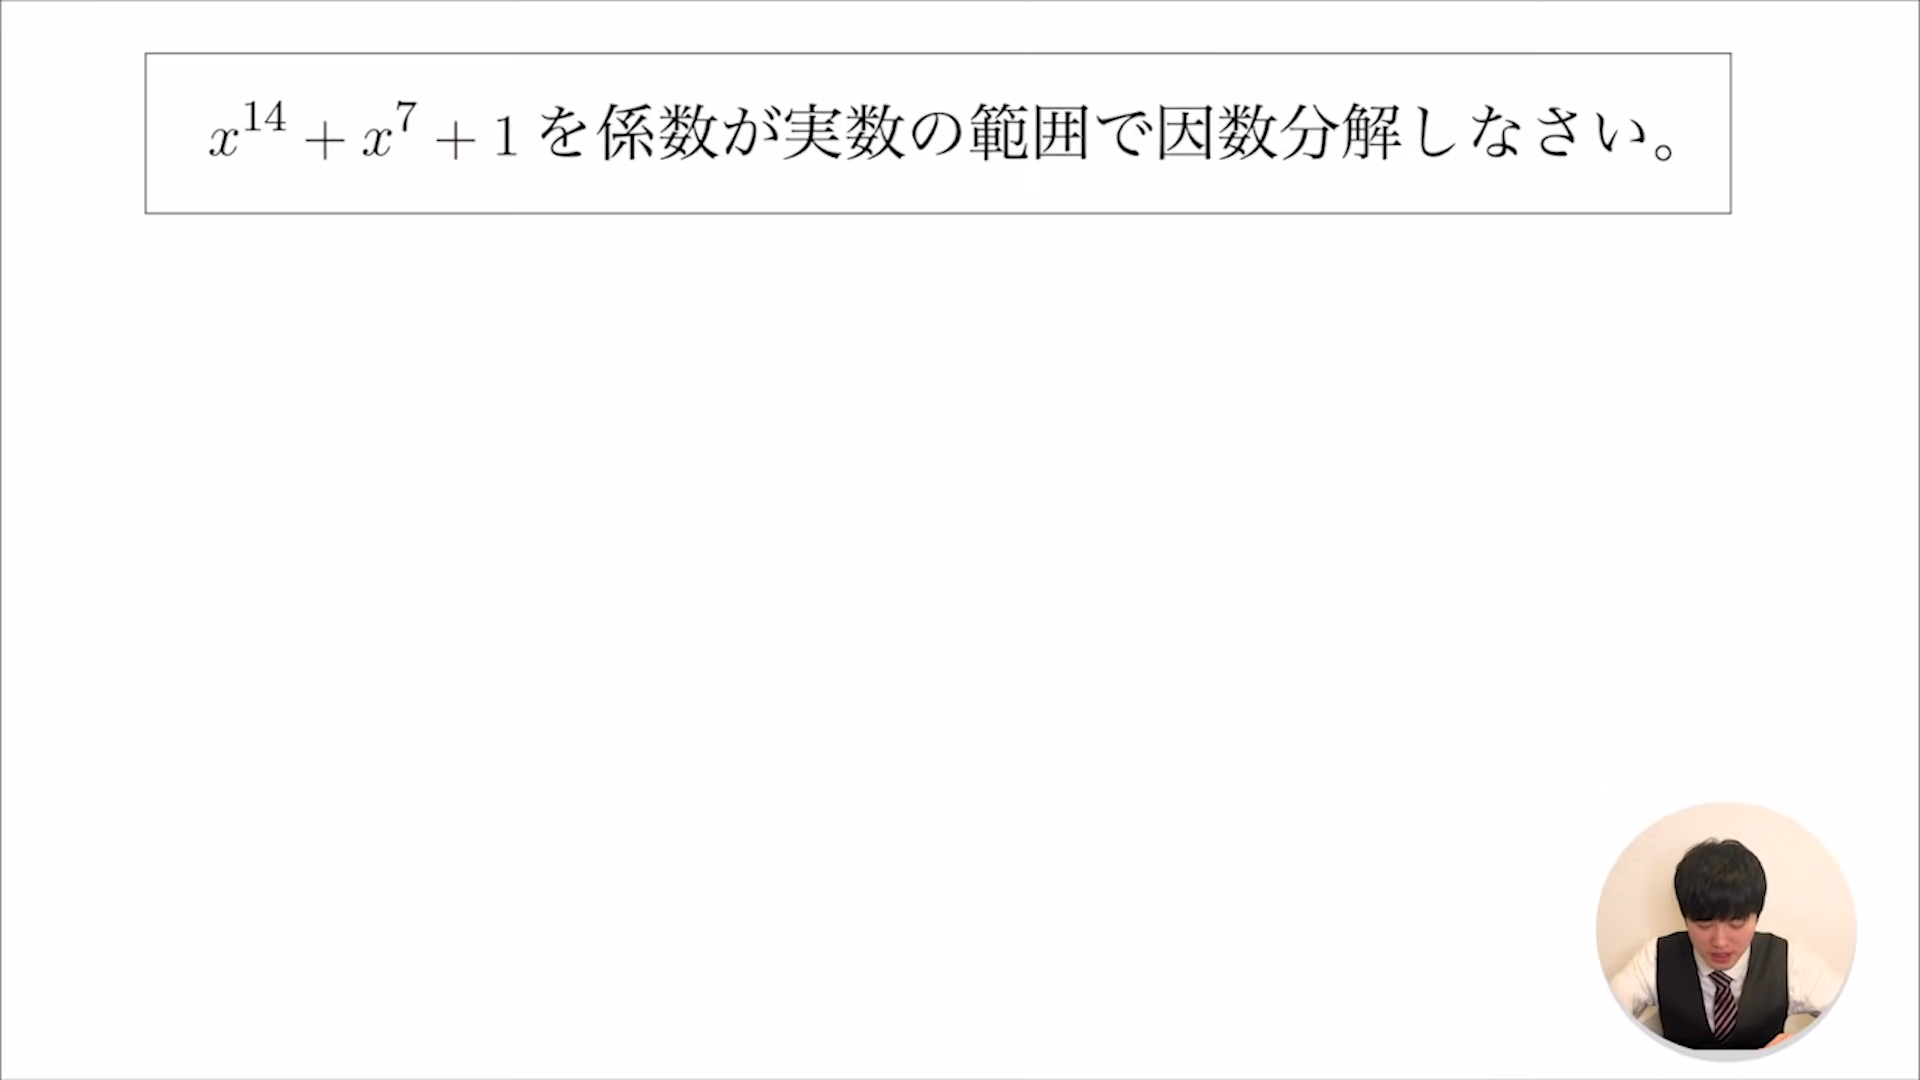 x^{14} + x^7 + 1 を係数が実数の範囲で因数分解しなさい。